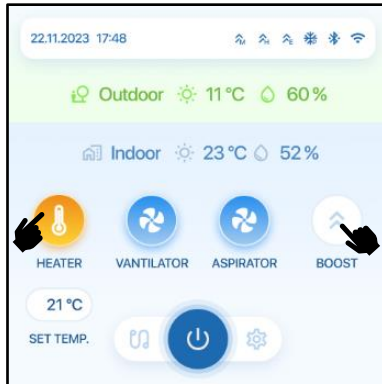 22.11.2023 17:48
Outdoor 11 °C 60 %
Indoor 23 °C 52 %
HEATER VANTILATOR ASPIRATOR BOOST
21 °C
SET TEMP.